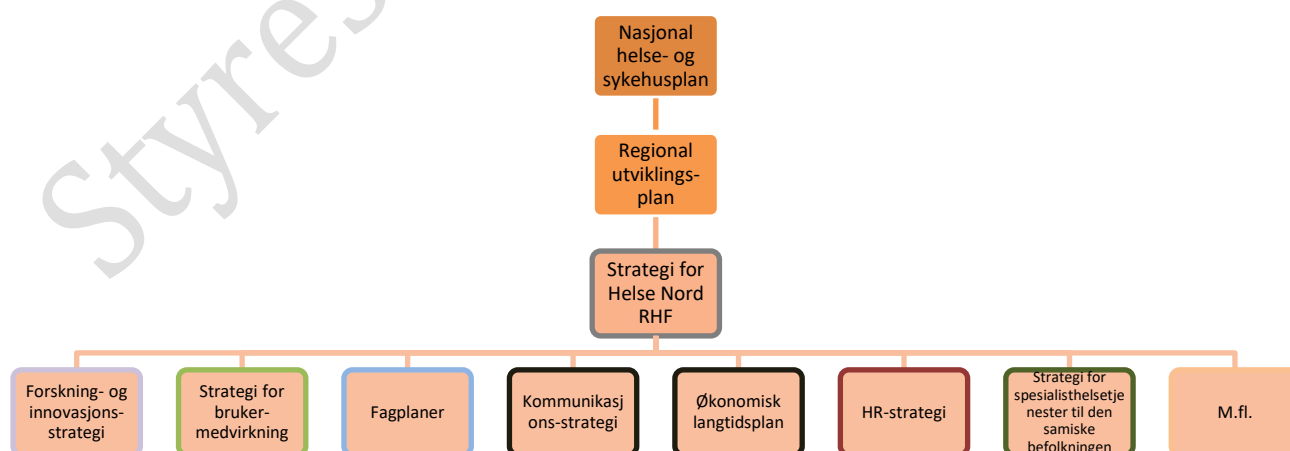 Styres
Nasjonal
helse- og
sykehusplan
Regional
utviklings-
plan
Strategi for
Helse Nord
RHF
Forskning- og
innovasjons-
strategi
Strategi for
bruker-
medvirkning
Fagplaner
Kommunikasj
ons-strategi
Økonomisk
langtidsplan
HR-strategi
Strategi for
spesialisthelsetje
nester til den
samiske
befolkningen
M.fl.